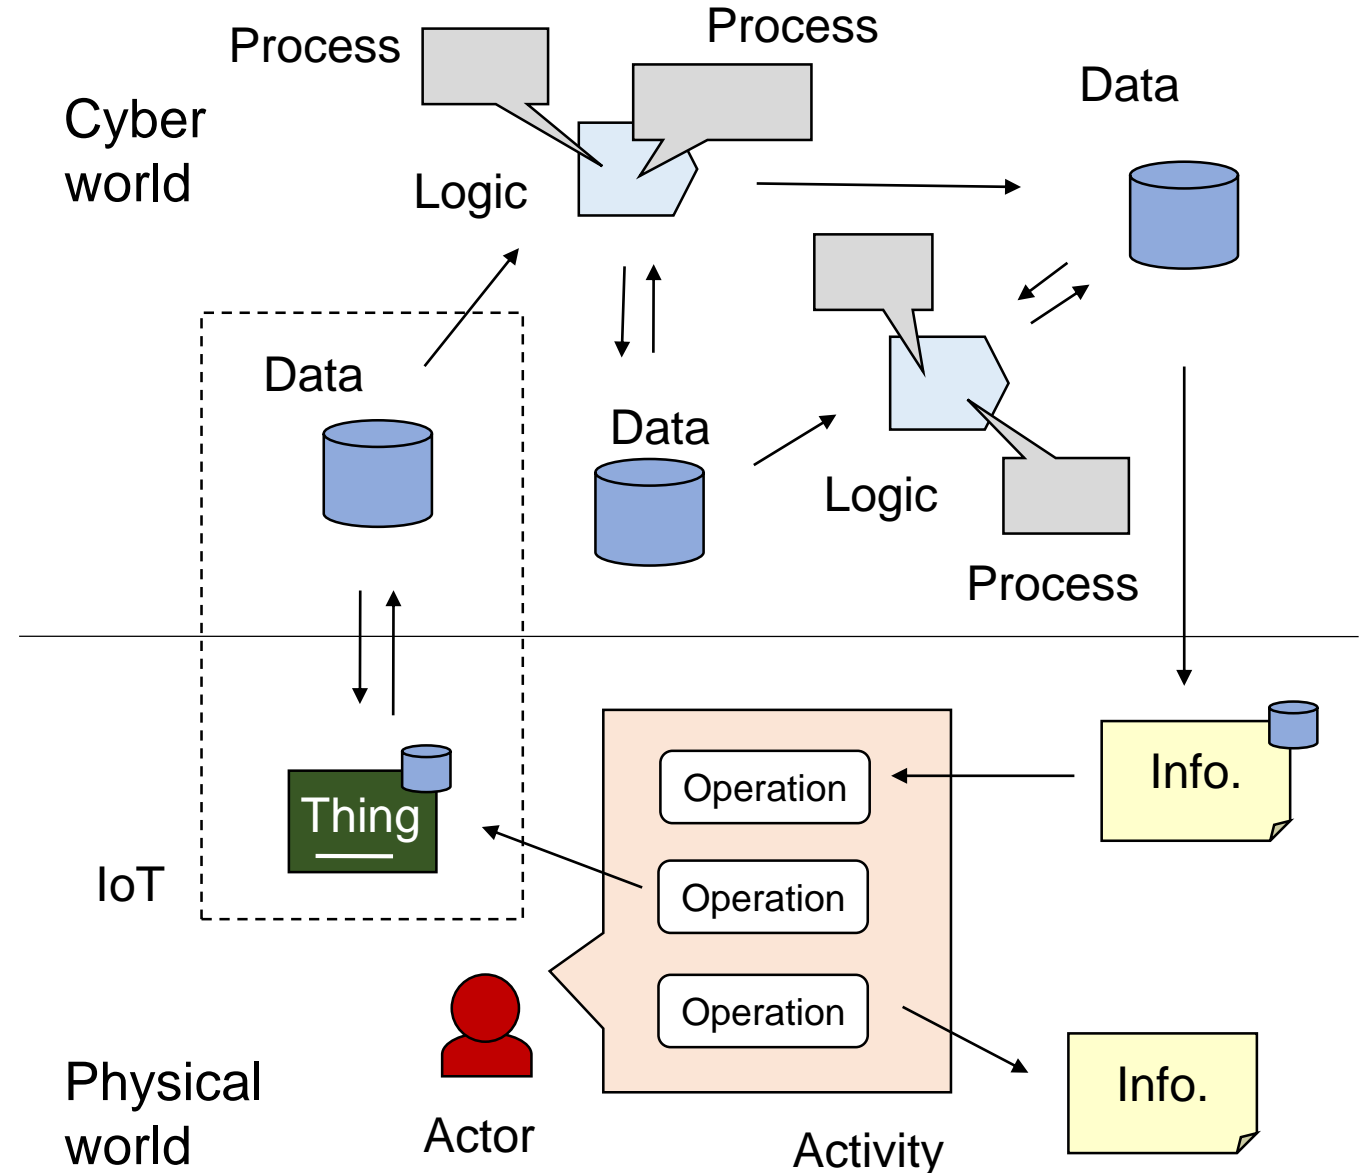 Process
Process
Data
Cyber
world
Logic
Data
Data
Logic
Process
Info.
Operation
Thing
IoT
Operation
Operation
Physical
world
Actor
Activity
Info.